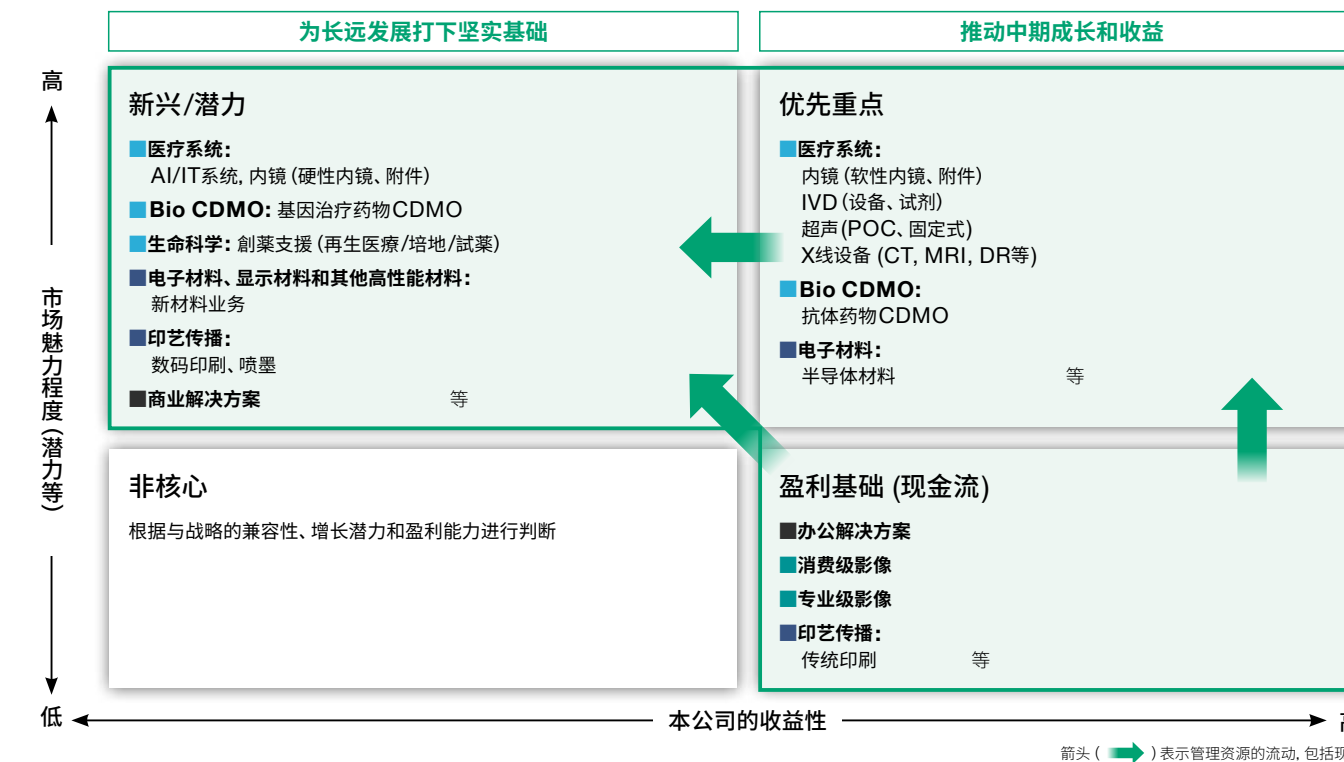 为长远发展打下坚实基础
推动中期成长和收益
高
市场魅力程度(潜力等)
低
新兴/潜力
■医疗系统:
AI/IT系统, 内镜 (硬性内镜、附件)
■Bio CDMO: 基因治疗药物CDMO
■生命科学: 創薬支援 (再生医療/培地/試薬)
■电子材料、显示材料和其他高性能材料:
新材料业务
■印艺传播:
数码印刷、喷墨
■商业解决方案 等
优先重点
■医疗系统:
内镜 (软性内镜、附件)
IVD (设备、试剂)
超声(POC、固定式)
X线设备 (CT, MRI, DR等)
■Bio CDMO:
抗体药物CDMO
■电子材料:
半导体材料 等
非核心
根据与战略的兼容性、增长潜力和盈利能力进行判断
盈利基础 (现金流)
■办公解决方案
■消费级影像
■专业级影像
■印艺传播:
传统印刷 等
本公司的收益性
箭头 ( ) 表示管理资源的流动, 包括